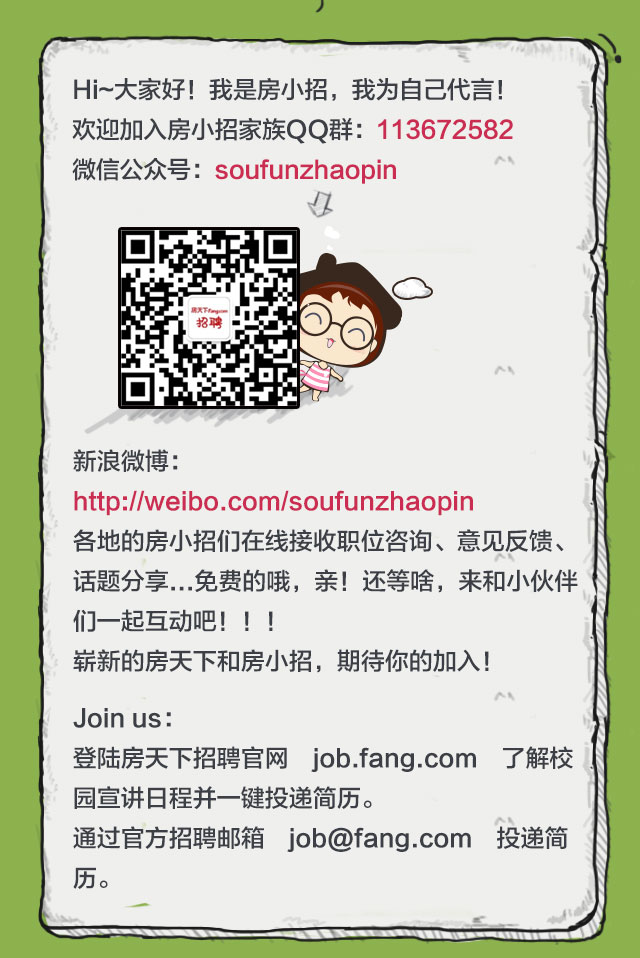 Hi~大家好！我是房小招，我为自己代言！
欢迎加入房小招家族QQ群：113672582
微信公众号：soufunzhaopin
房天下Fang.com
招聘
新浪微博：
http://weibo.com/soufunzhaopin
各地的房小招们在线接收职位咨询、意见反馈、
话题分享...免费的哦，亲！还等啥，来和小伙伴
们一起互动吧！！！
崭新的房天下和房小招，期待你的加入！
Join us：
登陆房天下招聘官网 job.fang.com 了解校
园宣讲日程并一键投递简历。
通过官方招聘邮箱 job@fang.com 投递简
历。